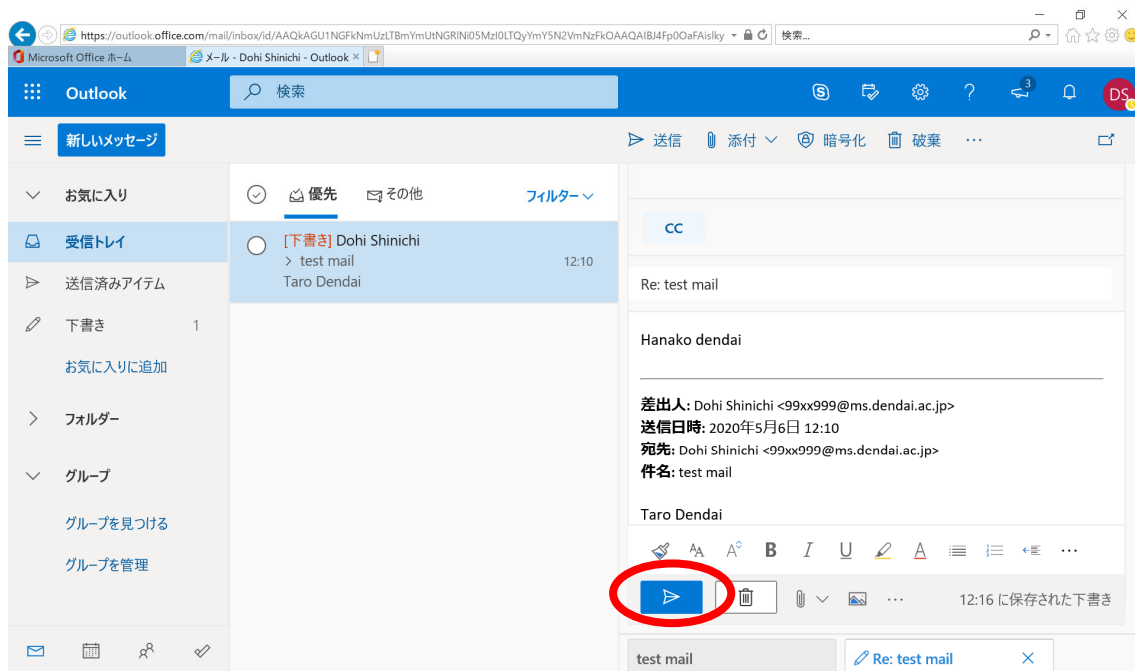 https://outlook.office.com/mail/inbox/id/AAQkAGU1NGFkNmUzLTBmYmUtNGRlNi05MzI0LTQyYmY5N2VmNzFkOAAQAIBJ4Fp0OaFAisIky
検索...
Microsoft Office ホーム
メール - Dohi Shinichi - Outlook
Outlook
検索
3
DS
新しいメッセージ
送信
添付
暗号化
破棄
お気に入り
受信トレイ
送信済みアイテム
下書き 1
お気に入りに追加
フォルダー
グループ
グループを見つける
グループを管理
優先
その他
フィルター
[下書き] Dohi Shinichi
> test mail 12:10
Taro Dendai
CC
Re: test mail
Hanako dendai
差出人: Dohi Shinichi <99xx999@ms.dendai.ac.jp>
送信日時: 2020年5月6日 12:10
宛先: Dohi Shinichi <99xx999@ms.dendai.ac.jp>
件名: test mail
Taro Dendai
12:16 に保存された下書き
test mail
Re: test mail